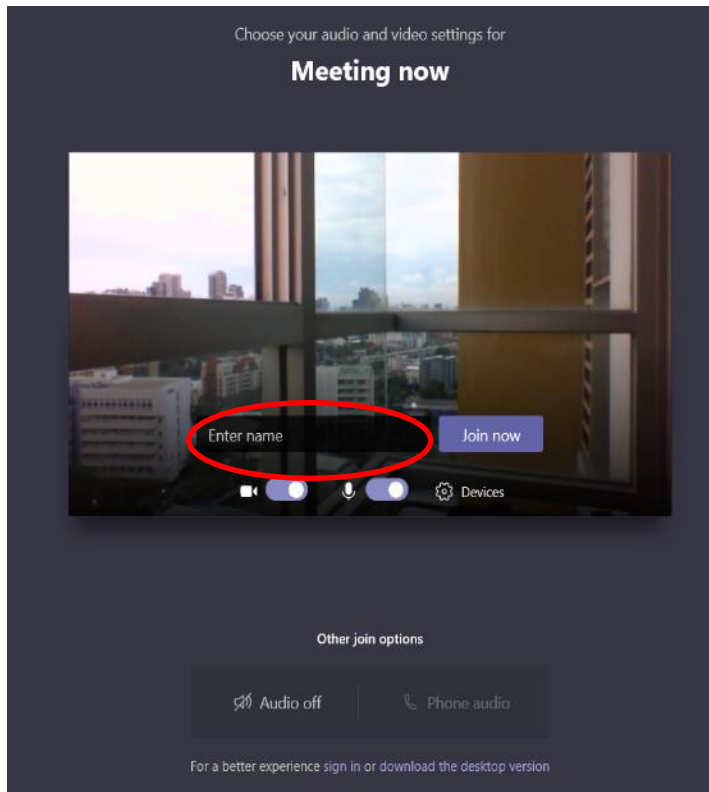 Choose your audio and video settings for
Meeting now
Enter name
Join now
Devices
Other join options
Audio off
Phone audio
For a better experience sign in or download the desktop version